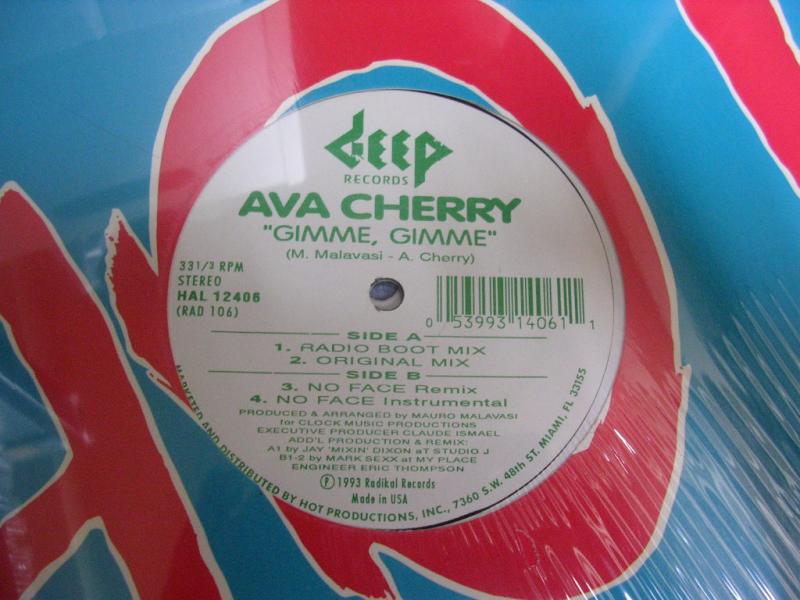 deep
RECORDS
AVA CHERRY
"GIMME, GIMME"
(M. Malavasi - A. Cherry)
331/3 RPM
STEREO
HAL 12406
(RAD 106)
0 53993 14061 1
SIDE A
1. RADIO BOOT MIX
2. ORIGINAL MIX
SIDE B
3. NO FACE Remix
4. NO FACE Instrumental
PRODUCED & ARRANGED by MAURO MALAVASI
for CLOCK MUSIC PRODUCTIONS
EXECUTIVE PRODUCER CLAUDE ISMAEL
ADD'L PRODUCTION & REMIX:
A1 by JAY 'MIXIN' DIXON at STUDIO J
B1-2 by MARK SEXX at MY PLACE
ENGINEER ERIC THOMPSON
Ⓟ1993 Radikal Records
Made in USA
MARKETED AND DISTRIBUTED BY HOT PRODUCTIONS, INC., 7360 S.W. 48th ST. MIAMI, FL 33155